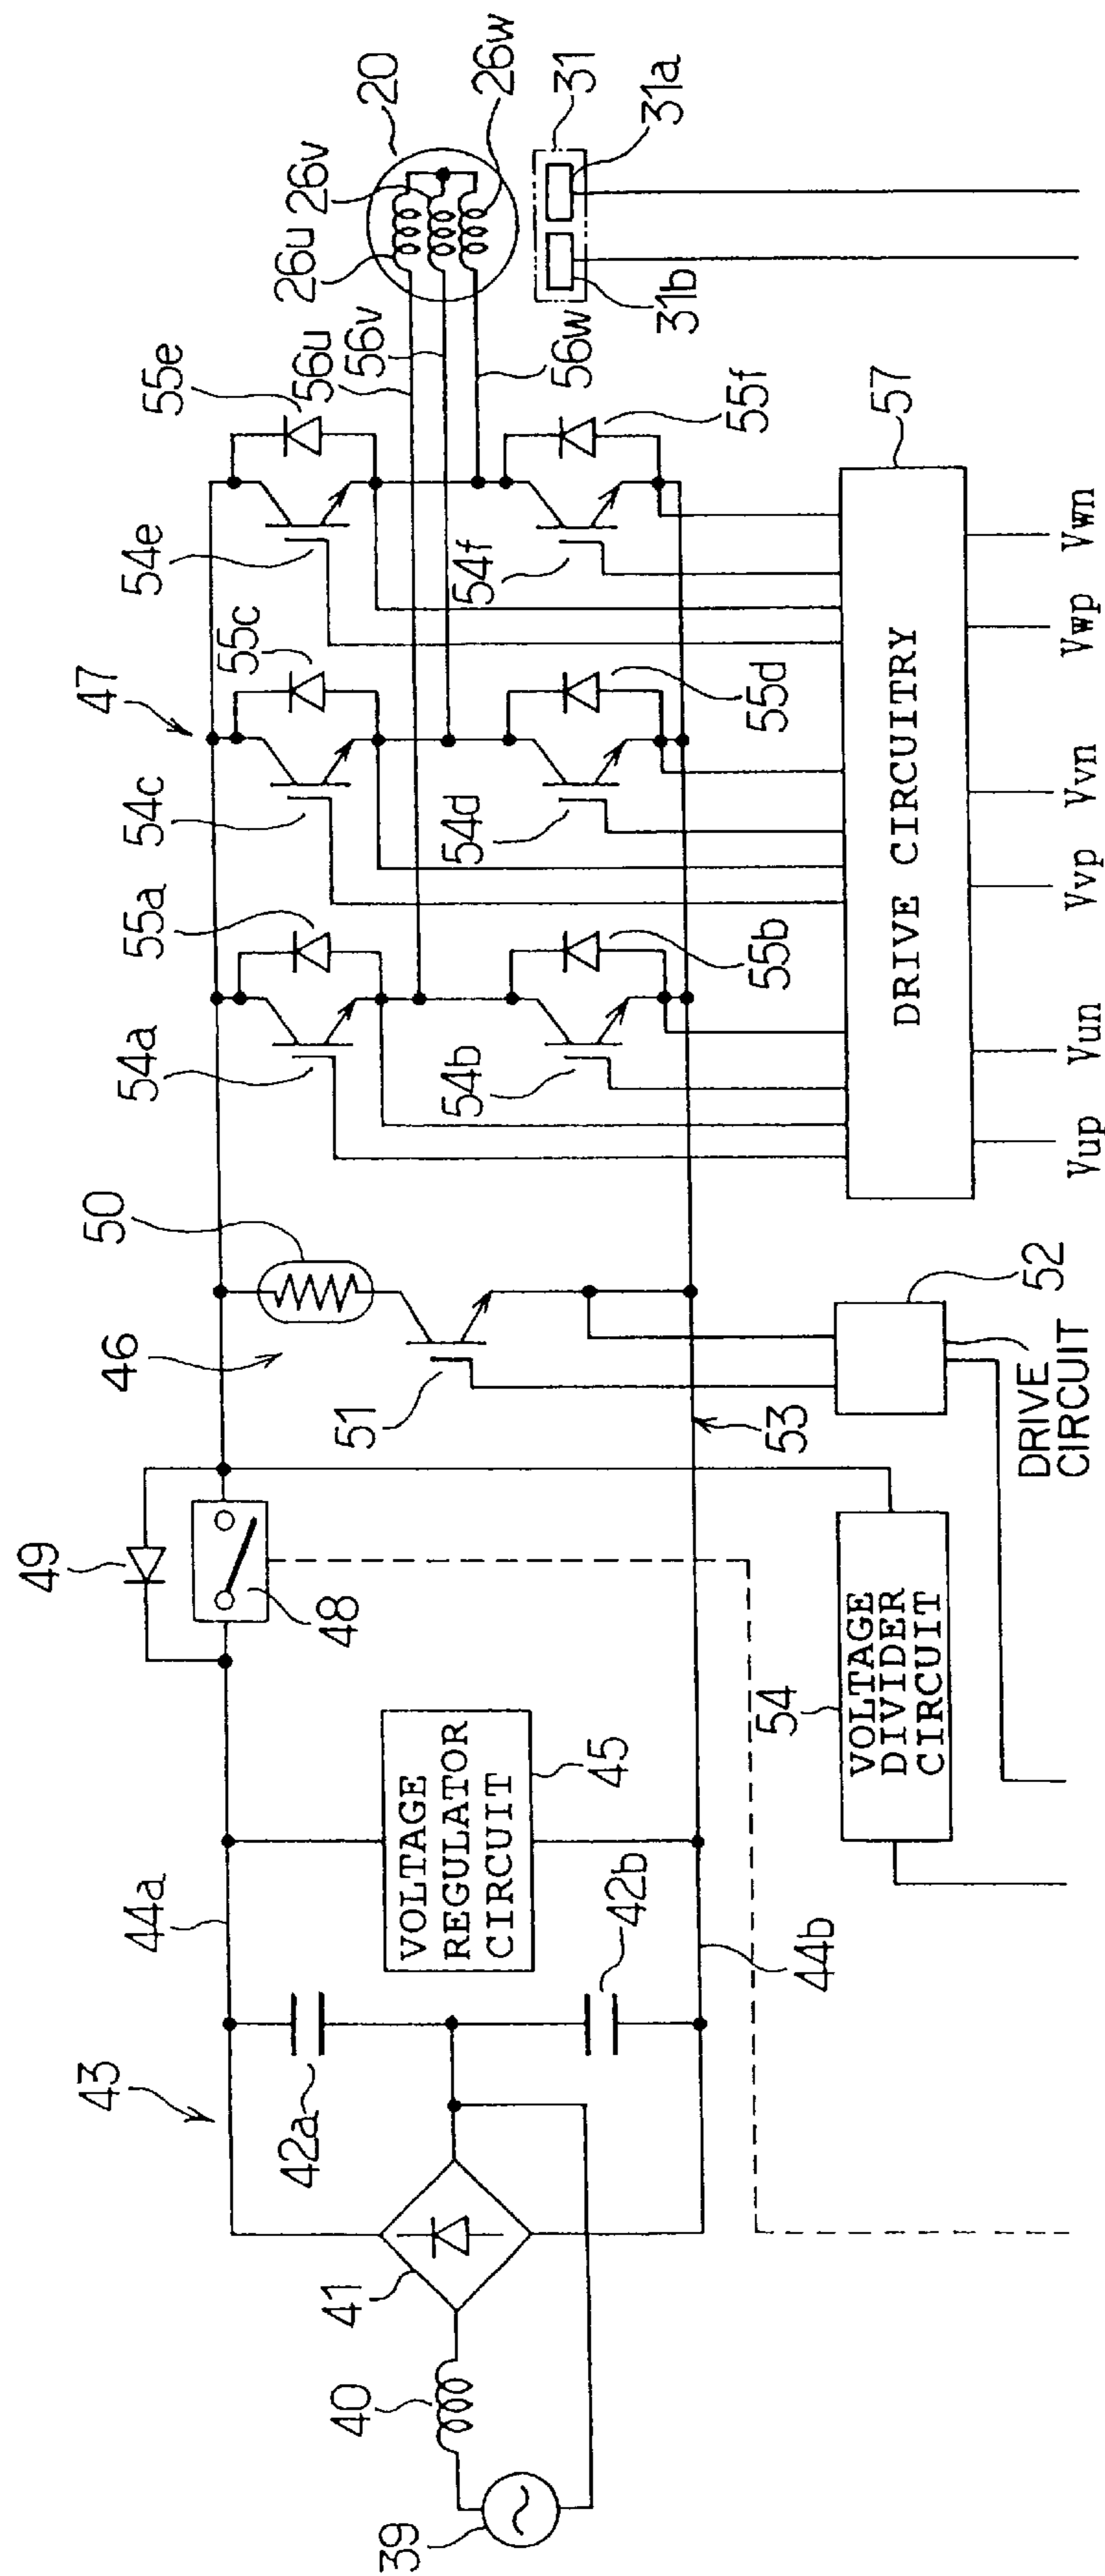 39
40
41
43
42a
42b
44a
44b
VOLTAGE
REGULATOR
CIRCUIT
45
49
48
54
VOLTAGE
DIVIDER
CIRCUIT
46
50
51
53
52
DRIVE
CIRCUIT
47
54a
55a
54b
55b
54c
55c
54d
55d
54e
55e
54f
55f
56u
56v
56w
26u
26v
26w
20
31
31a
31b
57
DRIVE CIRCUITRY
Vup
Vun
Vvp
Vvn
Vwp
Vwn